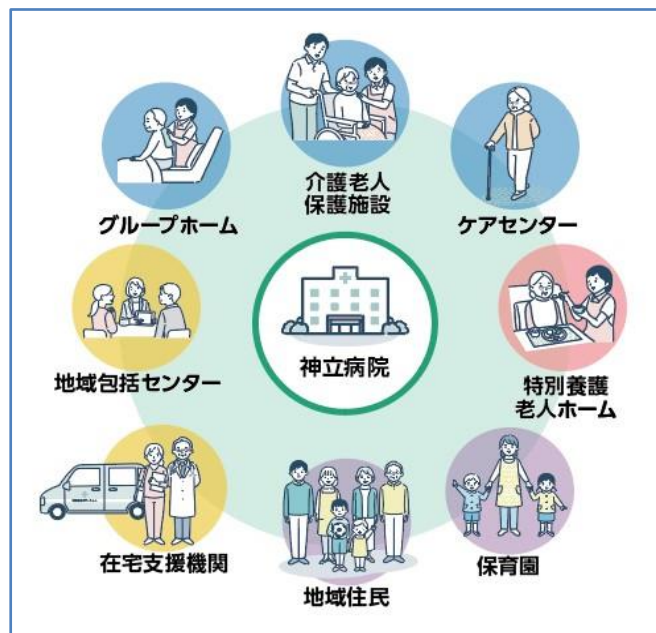 介護老人
保護施設
グループホーム
ケアセンター
神立病院
地域包括センター
特別養護
老人ホーム
在宅支援機関
地域住民
保育園